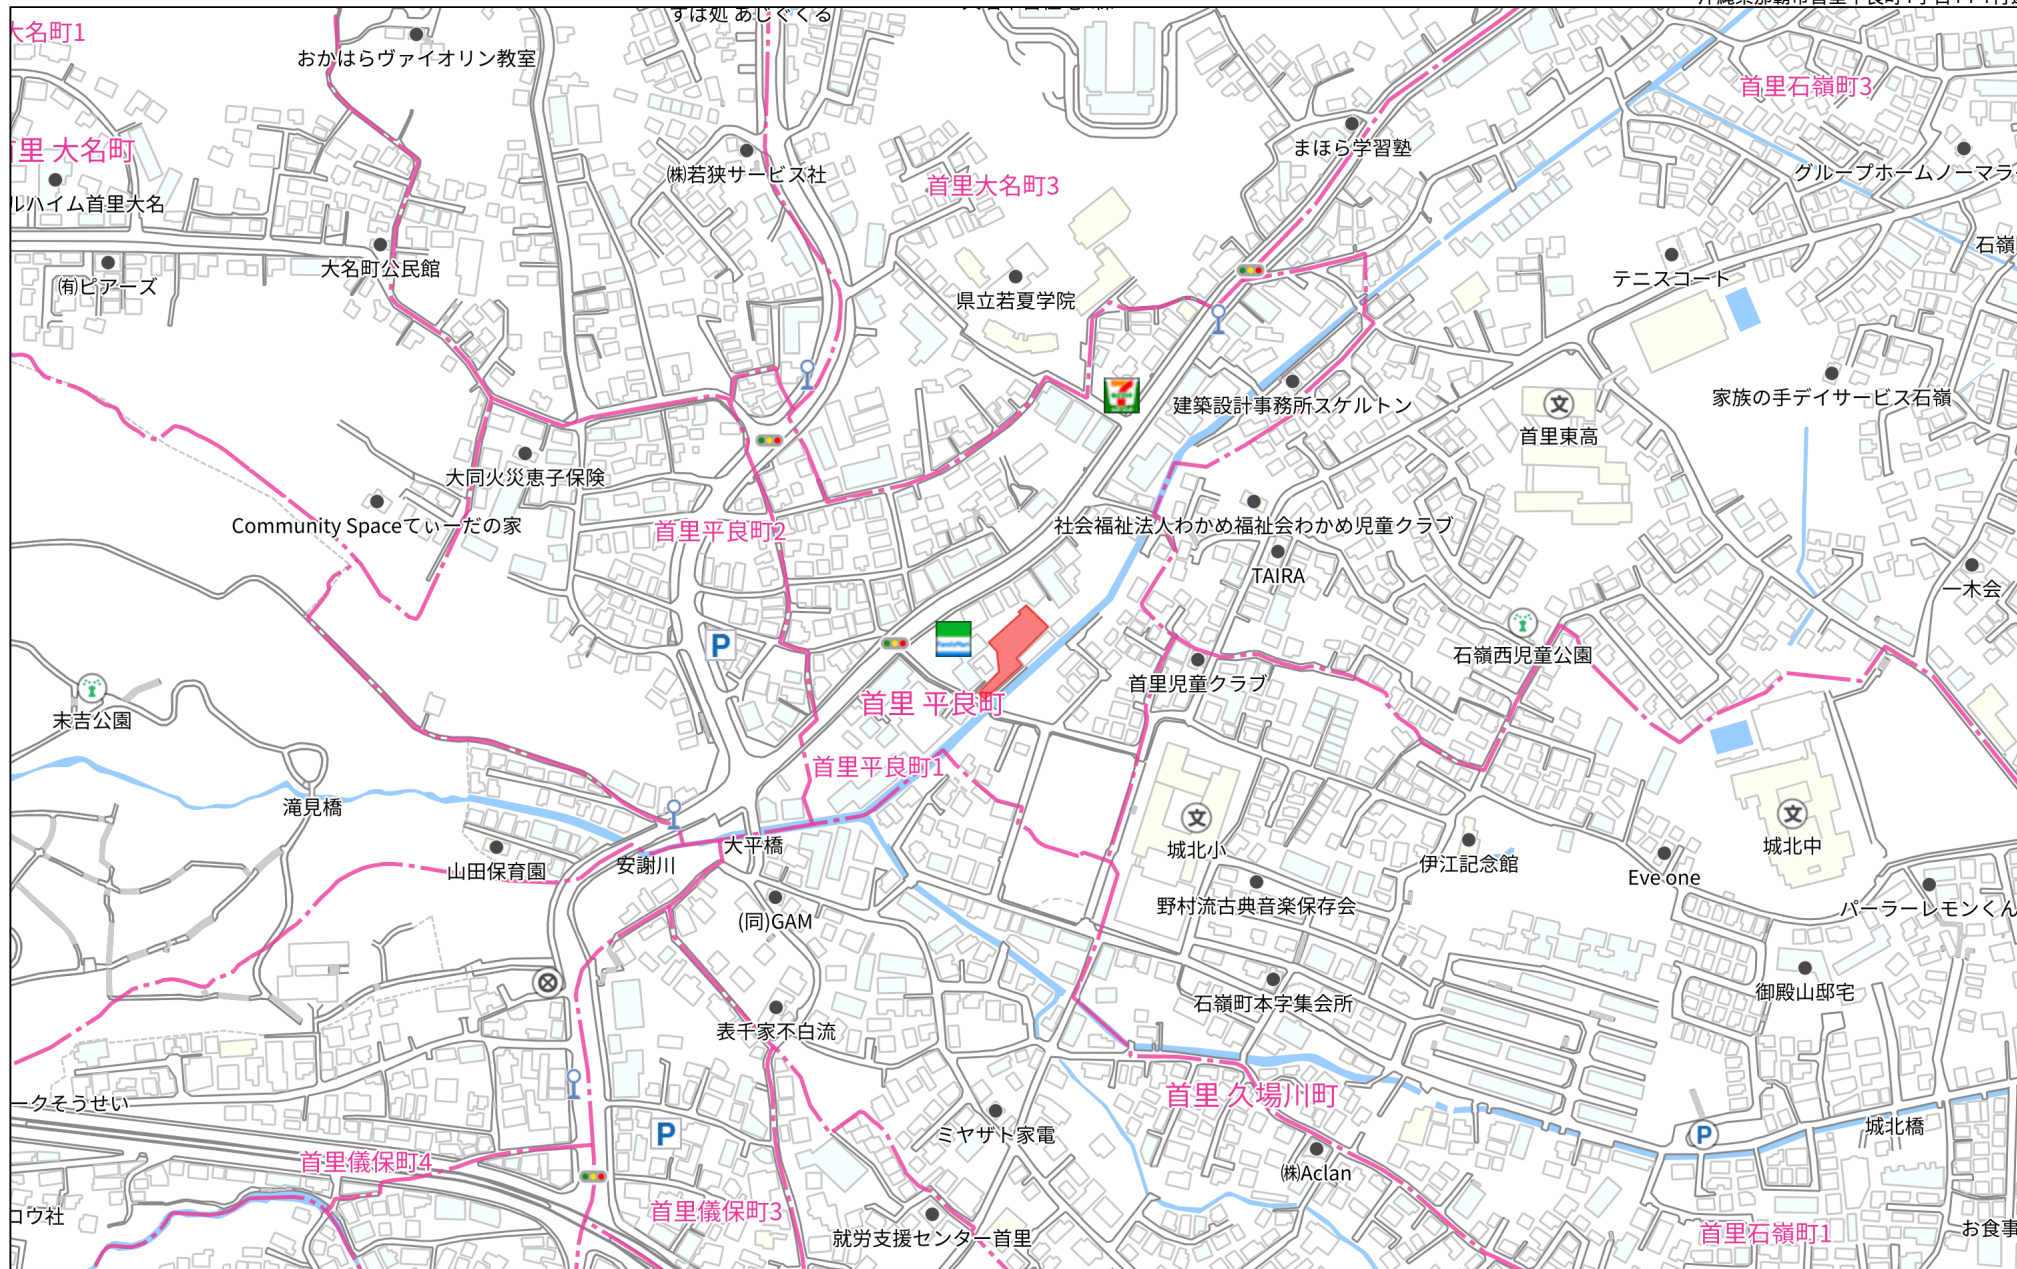 すば処 あじぐくる
大名町1
おかはらヴァイオリン教室
首里石嶺町3
まほら学習塾
里 大名町
㈱若狭サービス社
首里大名町3
グループホームノーマラ
ルハイム首里大名
石嶺
大名町公民館
㈲ピアーズ
県立若夏学院
テニスコート
建築設計事務所スケルトン
家族の手デイサービス石嶺
文
首里東高
大同火災恵子保険
Community Spaceてぃーだの家
首里平良町2
社会福祉法人わかめ福祉会わかめ児童クラブ
TAIRA
一木会
P
FamilyMart
石嶺西児童公園
首里児童クラブ
末吉公園
首里 平良町
首里平良町1
滝見橋
文
文
大平橋
安謝川
山田保育園
城北小
伊江記念館
城北中
Eve one
(同)GAM
野村流古典音楽保存会
パーラーレモンくん
石嶺町本字集会所
御殿山邸宅
表千家不白流
ークそうせい
首里 久場川町
P
ミヤザト家電
P
城北橋
首里儀保町4
㈱Aclan
コウ社
首里儀保町3
就労支援センター首里
首里石嶺町1
お食事